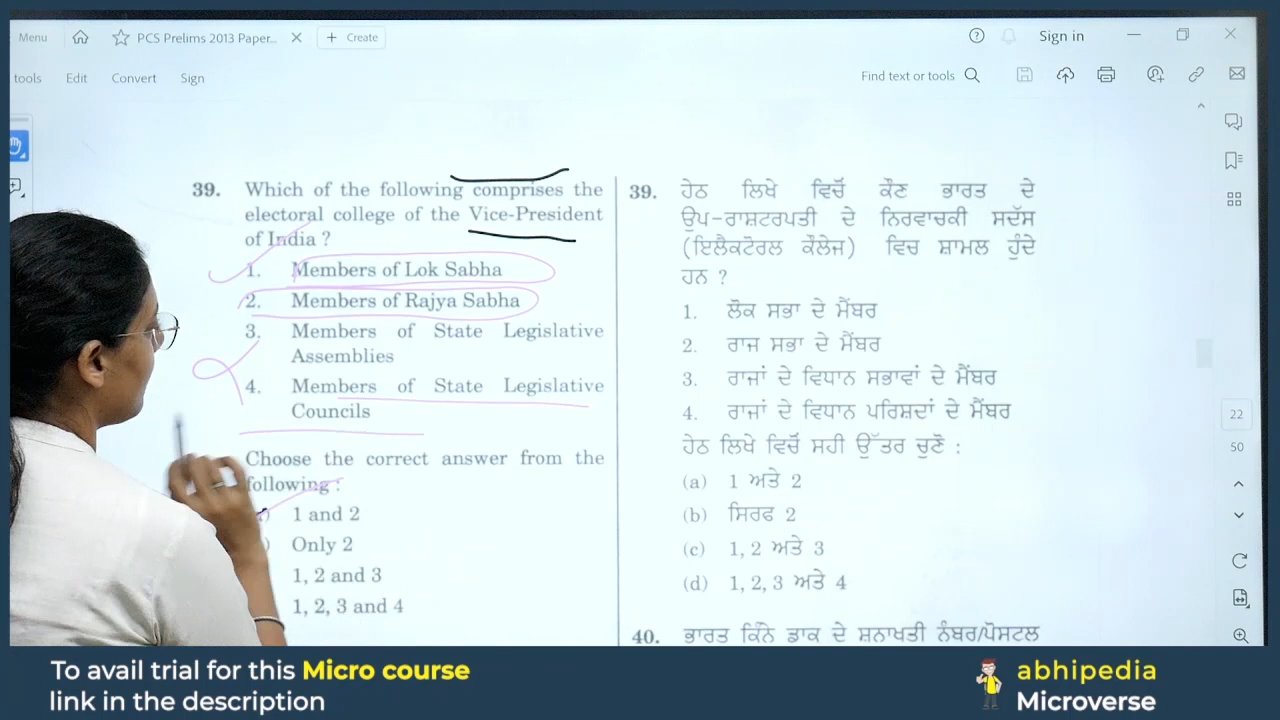 Menu
PCS Prelims 2013 Paper...
Create
Sign in
tools
Edit
Convert
Sign
Find text or tools
39. Which of the following comprises the
electoral college of the Vice-President
of India ?
1. Members of Lok Sabha
2. Members of Rajya Sabha
3. Members of State Legislative
Assemblies
4. Members of State Legislative
Councils
Choose the correct answer from the
following :
1 and 2
Only 2
1, 2 and 3
1, 2, 3 and 4
39. ਹੇਠ ਲਿਖੇ ਵਿਚੋਂ ਕੌਣ ਭਾਰਤ ਦੇ
ਉਪ-ਰਾਸ਼ਟਰਪਤੀ ਦੇ ਨਿਰਵਾਚਕੀ ਸਦੱਸ
(ਇਲੈਕਟੋਰਲ ਕੌਲੇਜ) ਵਿਚ ਸ਼ਾਮਲ ਹੁੰਦੇ
ਹਨ ?
1. ਲੋਕ ਸਭਾ ਦੇ ਮੈਂਬਰ
2. ਰਾਜ ਸਭਾ ਦੇ ਮੈਂਬਰ
3. ਰਾਜਾਂ ਦੇ ਵਿਧਾਨ ਸਭਾਵਾਂ ਦੇ ਮੈਂਬਰ
4. ਰਾਜਾਂ ਦੇ ਵਿਧਾਨ ਪਰਿਸ਼ਦਾਂ ਦੇ ਮੈਂਬਰ
ਹੇਠ ਲਿਖੇ ਵਿਚੋਂ ਸਹੀ ਉੱਤਰ ਚੁਣੋ :
(a) 1 ਅਤੇ 2
(b) ਸਿਰਫ 2
(c) 1, 2 ਅਤੇ 3
(d) 1, 2, 3 ਅਤੇ 4
40. ਭਾਰਤ ਕਿੰਨੇ ਡਾਕ ਦੇ ਸ਼ਨਾਖਤੀ ਨੰਬਰ/ਪੋਸਟਲ
22
50
To avail trial for this Micro course
link in the description
abhipedia
Microverse